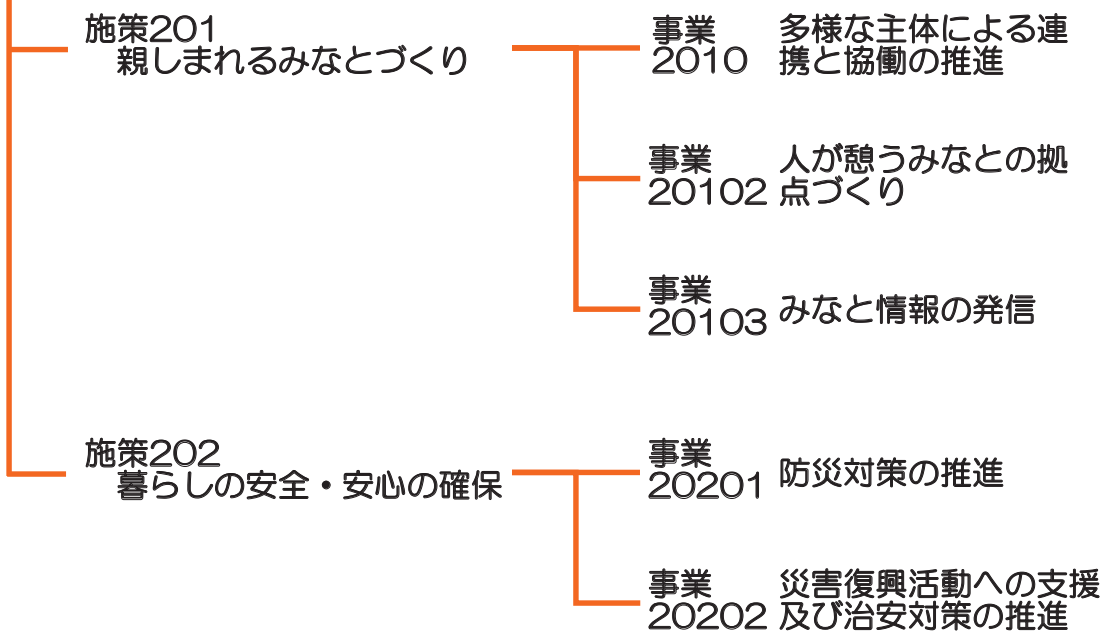 施策201
親しまれるみなとづくり
事業
2010
多様な主体による連
携と協働の推進
事業
20102
人が憩うみなとの拠
点づくり
事業
20103
みなと情報の発信
施策202
暮らしの安全・安心の確保
事業
20201
防災対策の推進
事業
20202
災害復興活動への支援
及び治安対策の推進